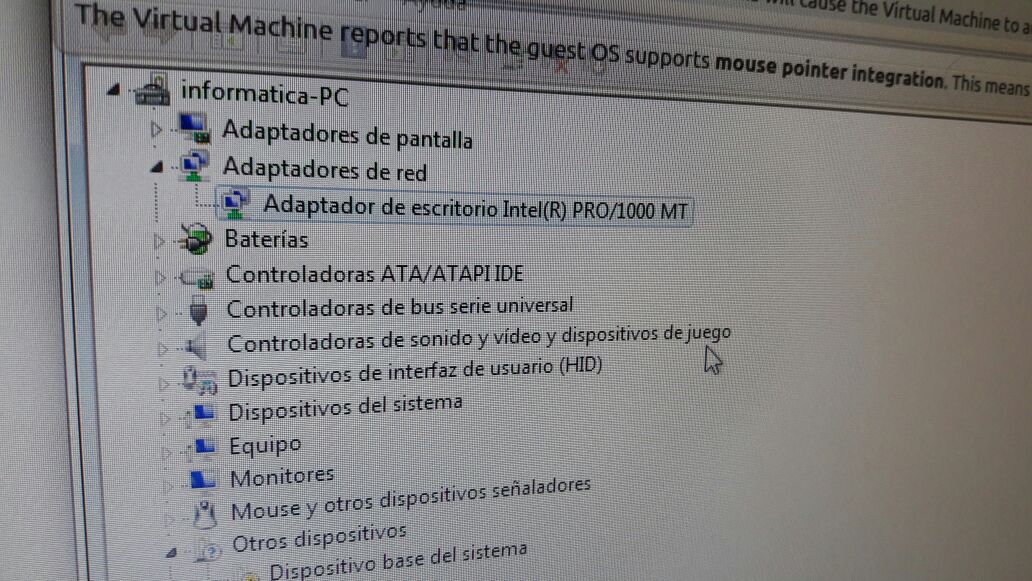 will cause the Virtual Machine to a
Ayuda
The Virtual Machine reports that the guest OS supports mouse pointer integration. This means
informatica-PC
Adaptadores de pantalla
Adaptadores de red
Adaptador de escritorio Intel(R) PRO/1000 MT
Baterías
Controladoras ATA/ATAPI IDE
Controladoras de bus serie universal
Controladoras de sonido y vídeo y dispositivos de juego
Dispositivos de interfaz de usuario (HID)
Dispositivos del sistema
Equipo
Monitores
Mouse y otros dispositivos señaladores
Otros dispositivos
Dispositivo base del sistema